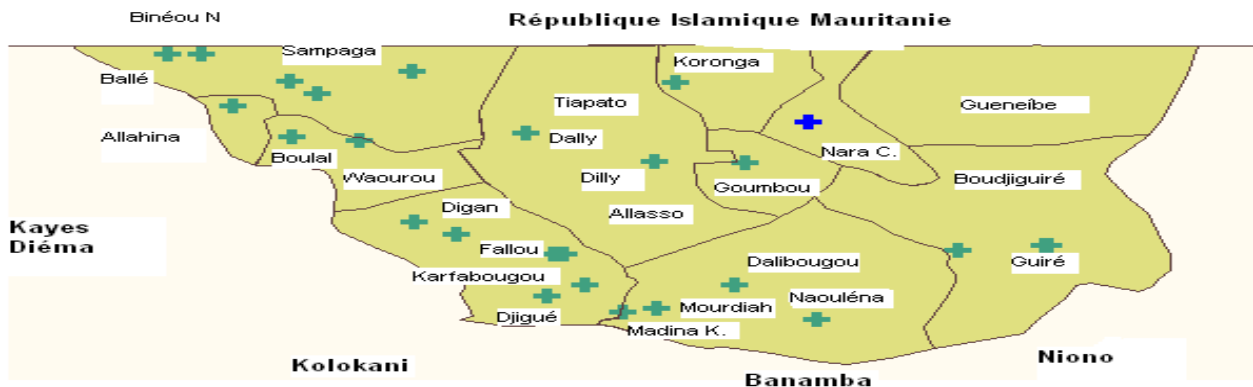 Binéou N
République Islamique Mauritanie
Sampaga
Koronga
Ballé
Tiapato
Gueneîbe
Allahina
Dally
Nara C.
Boulal
Waourou
Dilly
Goumbou
Boudjiguiré
Digan
Allasso
Kayes
Diéma
Fallou
Dalibougou
Guiré
Karfabougou
Mourdiah
Naouléna
Djigué
Madina K.
Kolokani
Niono
Banamba